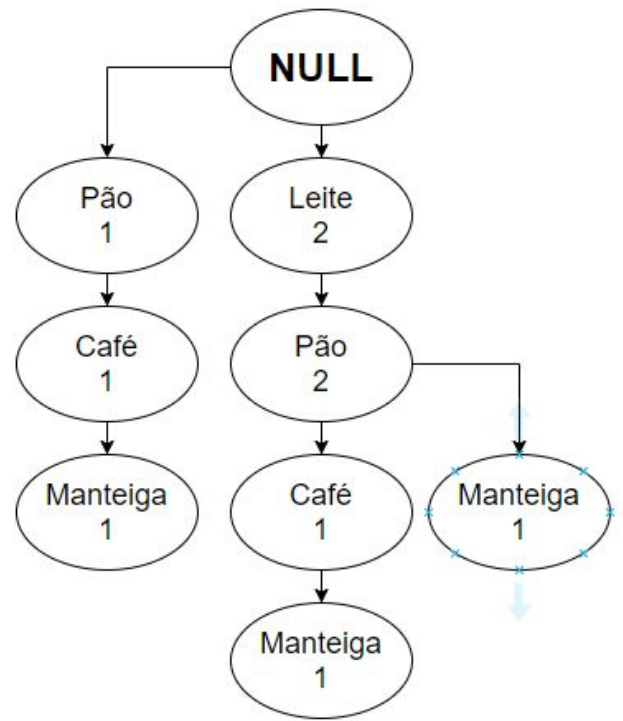 NULL
Pão
1
Leite
2
Café
1
Pão
2
Manteiga
1
Café
1
Manteiga
1
Manteiga
1